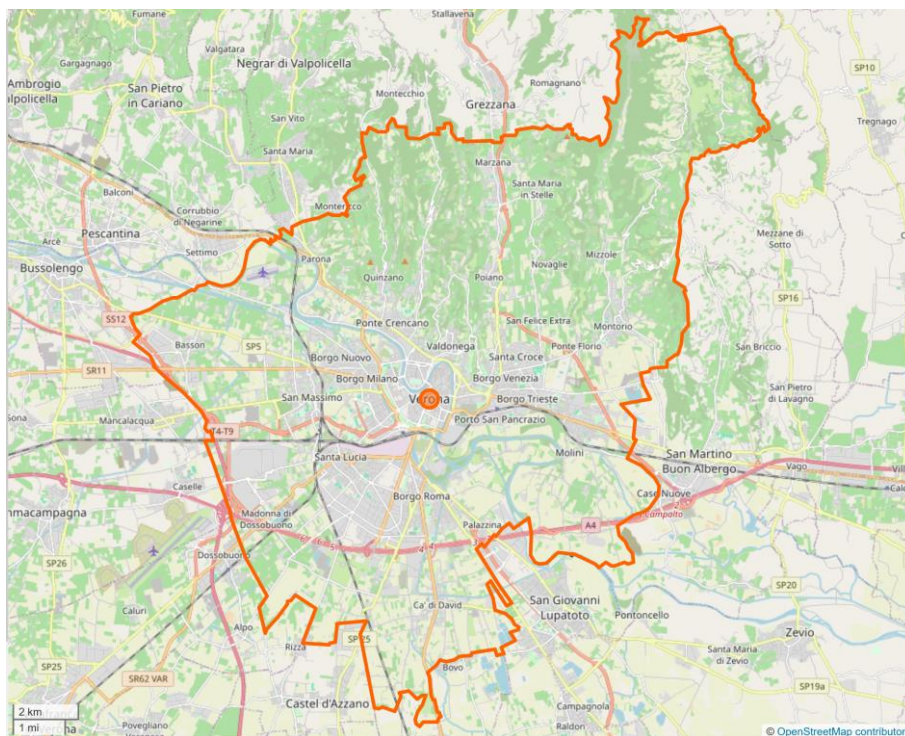 Fumane
Stallavena
Gargagnago
Valgatara
Negrar di Valpolicella
SP10
Ambrogio
alpolicella
San Pietro
in Cariano
Montecchio
Romagnano
Grezzana
San Vito
Tregnago
Santa Maria
Marzana
Santa Maria
in Stelle
Balconi
Corrubbio
di Negarine
Montericco
Mezzane di
Sotto
Arcè
Pescantina
Settimo
Parona
Novaglie
Mizzole
Bussolengo
Quinzano
Poiano
SP16
SS12
Ponte Crencano
San Felice Extra
Montorio
Basson
SP5
Valdonega
Ponte Florio
San Briccio
Borgo Nuovo
Santa Croce
SR11
Borgo Milano
Borgo Venezia
San Pietro
di Lavagno
Sona
Mancalacqua
San Massimo
Verona
Borgo Trieste
Porto San Pancrazio
T4-T9
Santa Lucia
Molini
San Martino
Buon Albergo
Vago
Caselle
Borgo Roma
Case Nuove
mmacampagna
Madonna di
Dossobuono
Palazzina
A4
Campalto
Dossobuono
SP26
SP20
Caluri
Ca' di David
San Giovanni
Lupatoto
Pontoncello
Alpo
Zevio
Rizza
SP25
Santa Maria
di Zevio
SP25
Bovo
SR62 VAR
SP19a
Castel d'Azzano
Campagnola
Raldon
Povegliano
2 km
1 mi
© OpenStreetMap contributor